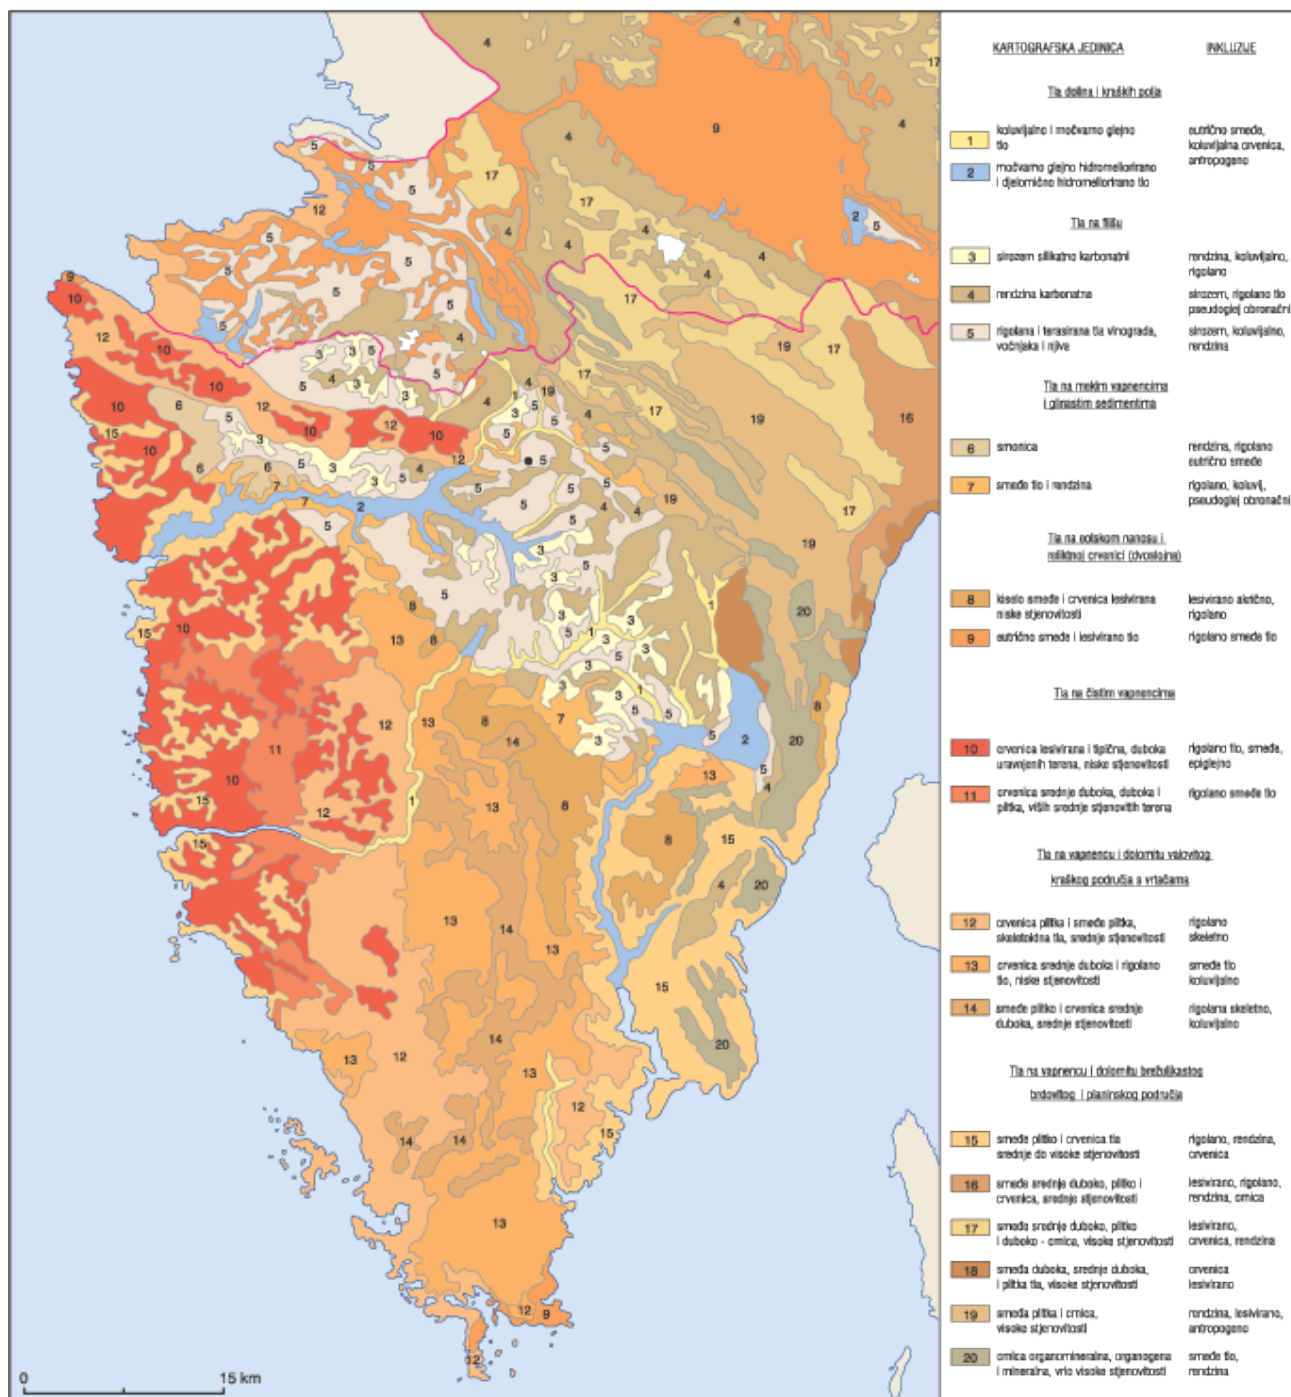 KARTOGRAFSKA JEDINICA INKLUZIJE
Tla dolina i kraških polja
1 koluvijalno i močvarno glejno tlo
eutrično smeđe, koluvijalna crvenica, antropogeno
2 močvarno glejno hidromeliorirano
i djelomično hidromeliorirano tlo
Tla na flišu
3 sirozem silikatno karbonatni
rendzina, koluvijalno,
rigolano
4 rendzina karbonatna
sirozem, rigolano tlo
pseudoglej obronačni
5 rigolana i terasirana tla vinograda,
voćnjaka i njiva
sirozem, koluvijalno,
rendzina
Tla na mekim vapnencima
i glinastim sedimentima
6 smonica
rendzina, rigolano
eutrično smeđe
7 smeđe tlo i rendzina
rigolano, koluvij,
pseudoglej obronačni
Tla na eolskom nanosu i
reliktnoj crvenici (dvoslojna)
8 kiselo smeđe i crvenica lesivirana
niske stjenovitosti
lesivirano akrično,
rigolano
9 eutrično smeđe i lesivirano tlo
rigolano smeđe tlo
Tla na čistim vapnencima
10 crvenica lesivirana i tipična, duboka
uravnjenih terena, niske stjenovitosti
rigolano tlo, smeđe,
epiglejno
11 crvenica srednje duboka, duboka i
plitka, viših srednje stjenovitih terena
rigolano smeđe tlo
Tla na vapnencu i dolomitu valovitog
kraškog područja s vrtačama
12 crvenica plitka i smeđe plitka,
skeletoidna tla, srednje stjenovitosti
rigolano
skeletno
13 crvenica srednje duboka i rigolano
tlo, niske stjenovitosti
smeđe tlo
koluvijalno
14 smeđe plitko i crvenica srednje
duboka, srednje stjenovitosti
rigolana skeletno,
koluvijalno
Tla na vapnencu i dolomitu brežuljkastog
brdovitog i planinskog područja
15 smeđe plitko i crvenica tla
srednje do visoke stjenovitosti
rigolano, rendzina,
crvenica
16 smeđe srednje duboko, plitko i
crvenica, srednje stjenovitosti
lesivirano, rigolano,
rendzina, crnica
17 smeđe srednje duboko, plitko
i duboko - crnica, visoke stjenovitosti
lesivirano,
crvenica, rendzina
18 smeđa duboka, srednje duboka,
i plitka tla, visoke stjenovitosti
crvenica
lesivirano
19 smeđa plitka i crnica,
visoke stjenovitosti
rendzina, lesivirano,
antropogeno
20 crnica organomineralna, organogena
i mineralna, vrlo visoke stjenovitosti
smeđe tlo,
rendzina
0 15 km